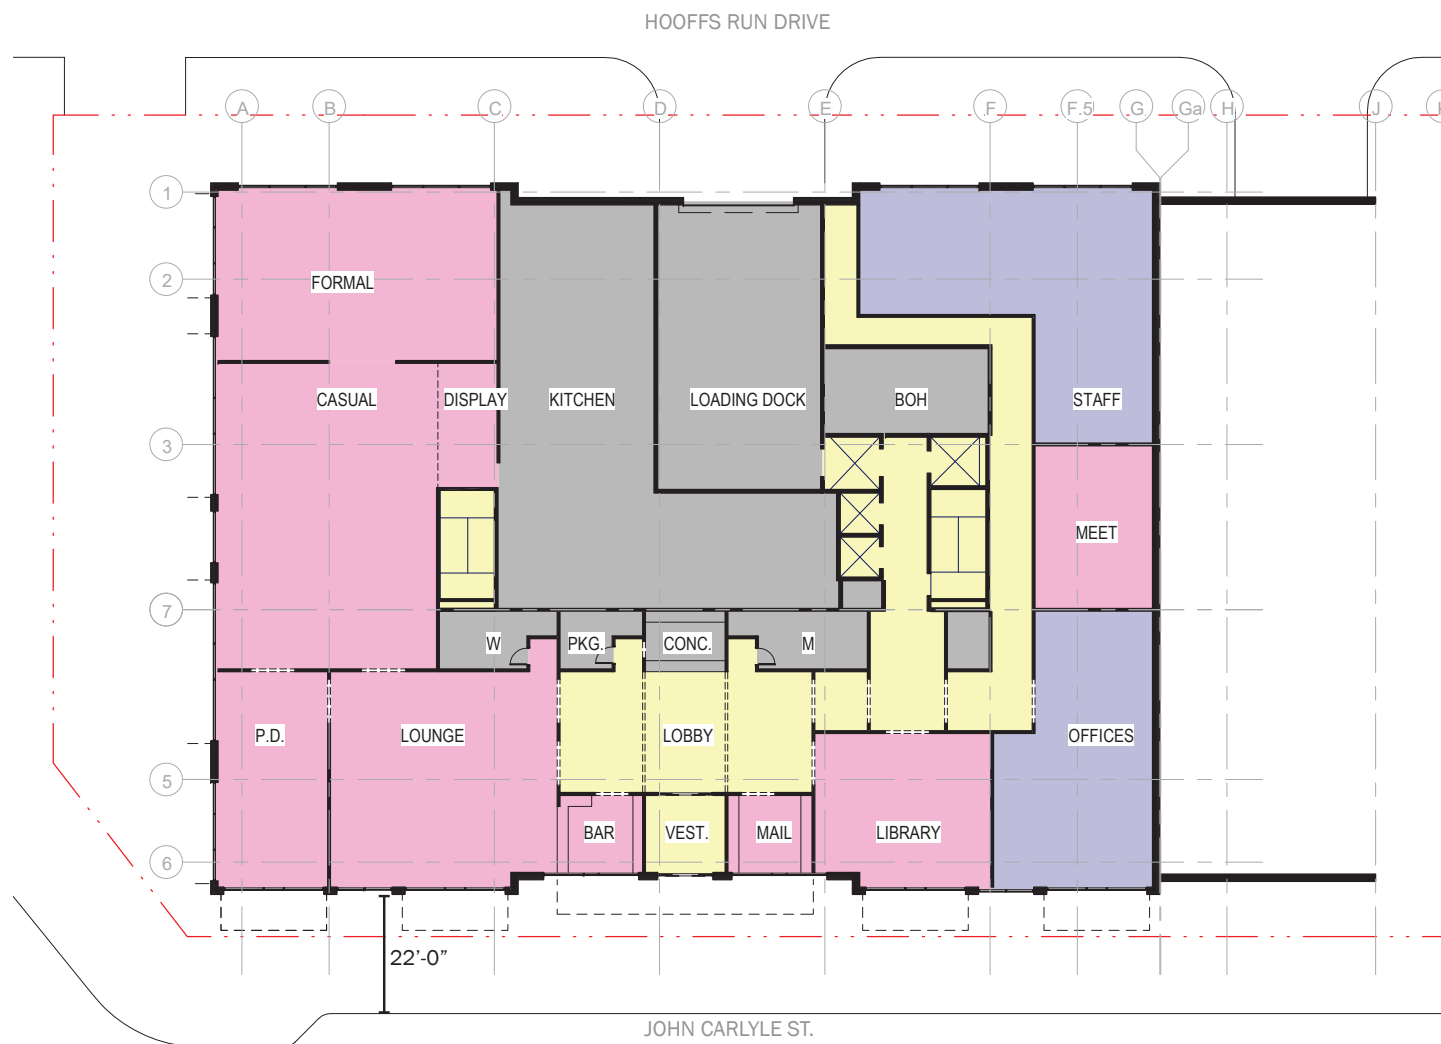 HOOFFS RUN DRIVE
A B C D E F F.5 G Ga H J
1
2
FORMAL
CASUAL DISPLAY KITCHEN LOADING DOCK BOH STAFF
3
MEET
7
W PKG. CONC. M
P.D. LOUNGE LOBBY OFFICES
5
BAR VEST. MAIL LIBRARY
6
22’-0”
JOHN CARLYLE ST.